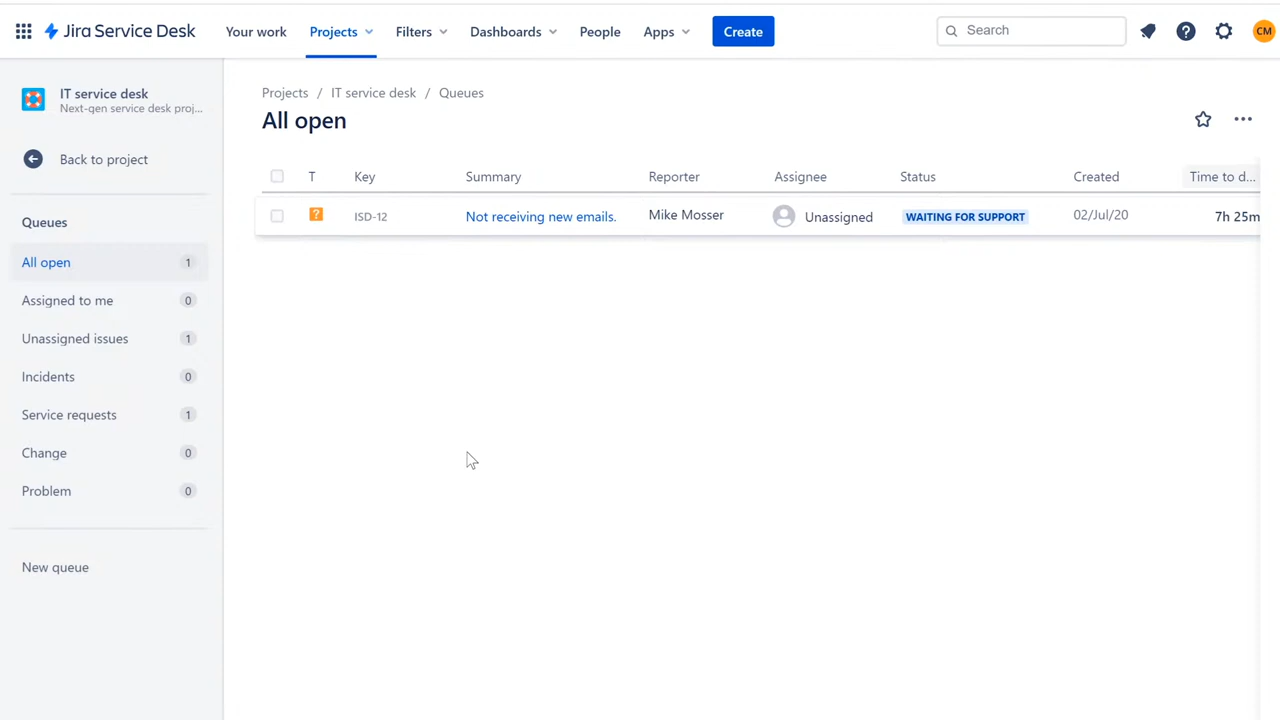 Jira Service Desk Your work Projects Filters Dashboards People Apps Create Search CM
IT service desk
Next-gen service desk proj...
Back to project
Queues
All open 1
Assigned to me 0
Unassigned issues 1
Incidents 0
Service requests 1
Change 0
Problem 0
New queue
Projects / IT service desk / Queues
All open
T Key Summary Reporter Assignee Status Created Time to d...
? ISD-12 Not receiving new emails. Mike Mosser Unassigned WAITING FOR SUPPORT 02/Jul/20 7h 25m